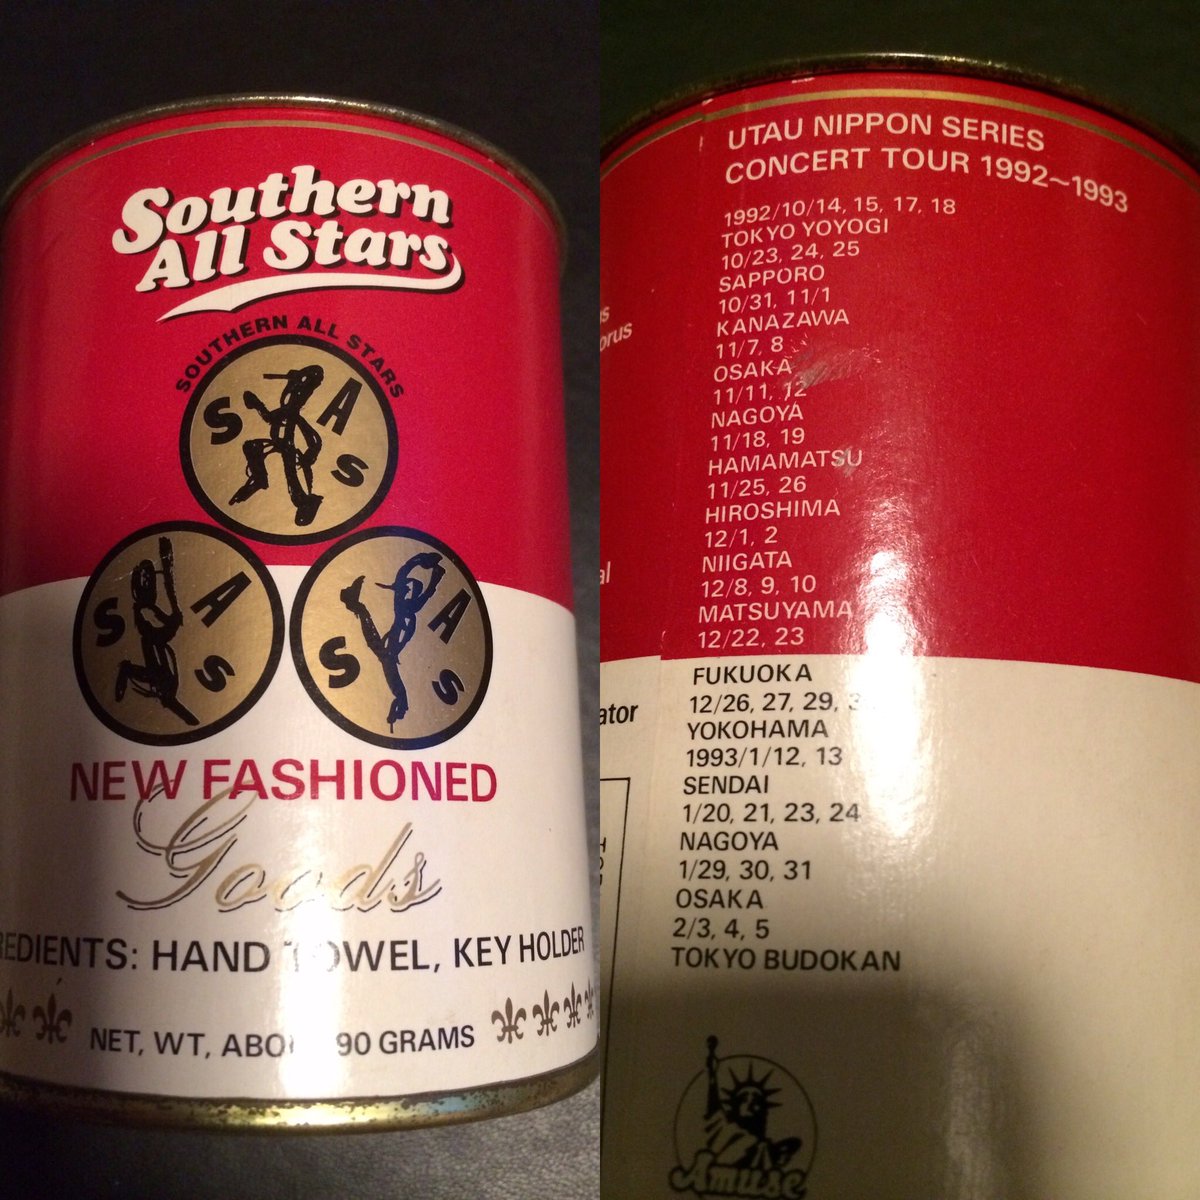 Southern
All Stars
SOUTHERN ALL STARS
S A S
S A S
S A S
NEW FASHIONED
Goods
REDIENTS: HAND TOWEL, KEY HOLDER
NET, WT, 90 GRAMS
UTAU NIPPON SERIES
CONCERT TOUR 1992~1993
1992/10/14, 15, 17, 18
TOKYO YOYOGI
10/23, 24, 25
SAPPORO
10/31, 11/1
KANAZAWA
11/7, 8
OSAKA
11/11, 12
NAGOYA
11/18, 19
HAMAMATSU
11/25, 26
HIROSHIMA
12/1, 2
NIIGATA
12/8, 9, 10
MATSUYAMA
12/22, 23
FUKUOKA
12/26, 27, 29,
YOKOHAMA
1993/1/12, 13
SENDAI
1/20, 21, 23, 24
NAGOYA
1/29, 30, 31
OSAKA
2/3, 4, 5
TOKYO BUDOKAN
Amuse